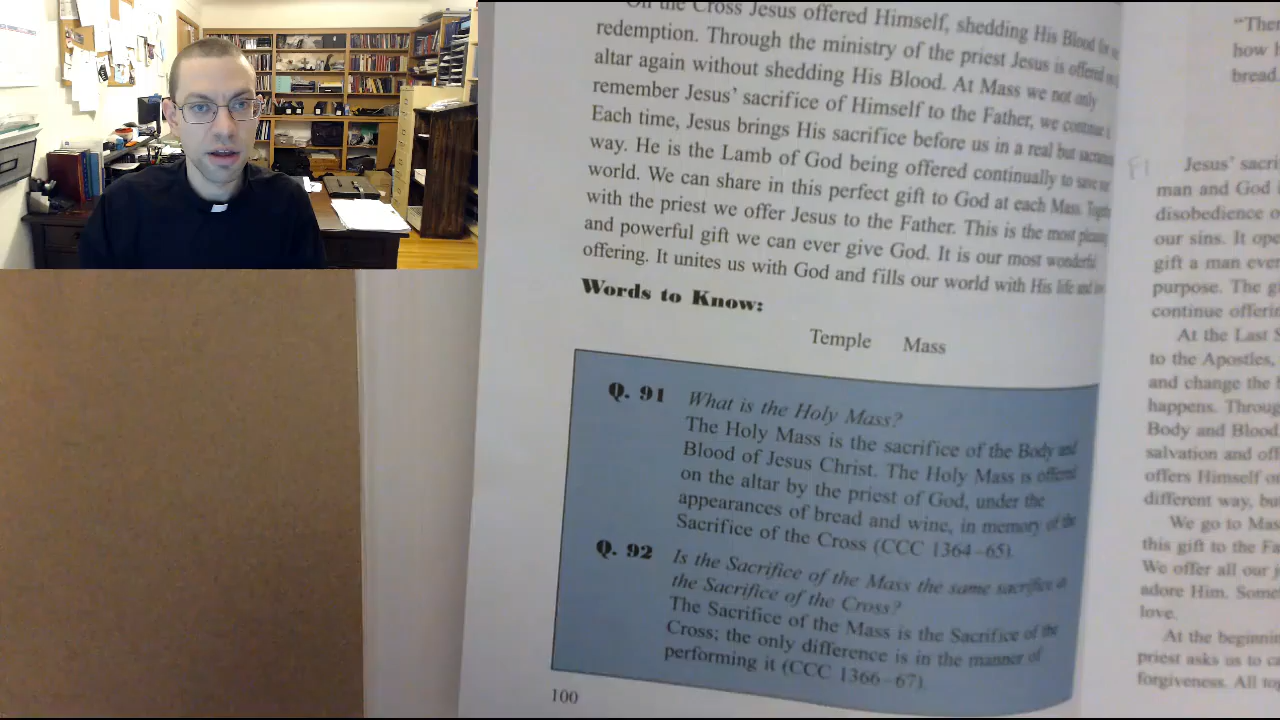 On the Cross Jesus offered Himself, shedding His Blood for
redemption. Through the ministry of the priest Jesus is offered
altar again without shedding His Blood. At Mass we not only
remember Jesus' sacrifice of Himself to the Father, we continue
Each time, Jesus brings His sacrifice before us in a real but sacramental
way. He is the Lamb of God being offered continually to save our
world. We can share in this perfect gift to God at each Mass.
with the priest we offer Jesus to the Father. This is the most pleasing
and powerful gift we can ever give God. It is our most wonderful
offering. It unites us with God and fills our world with His life and
Words to Know:
Temple Mass
Q. 91 What is the Holy Mass?
The Holy Mass is the sacrifice of the Body and
Blood of Jesus Christ. The Holy Mass is offered
on the altar by the priest of God, under the
appearances of bread and wine, in memory of the
Sacrifice of the Cross (CCC 1364–65).
Q. 92 Is the Sacrifice of the Mass the same sacrifice as
the Sacrifice of the Cross?
The Sacrifice of the Mass is the Sacrifice of the
Cross; the only difference is in the manner of
performing it (CCC 1366–67).
100
how
bread
Jesus'
man and God
disobedience
our sins. It
gift a man
purpose. The
continue
At the Last
to the Apostles,
and change the
happens.
Body and Blood
salvation and
offers Himself
different way,
We go to
this gift to the
We offer all our
adore Him.
love.
At the
priest asks us to
forgiveness. All